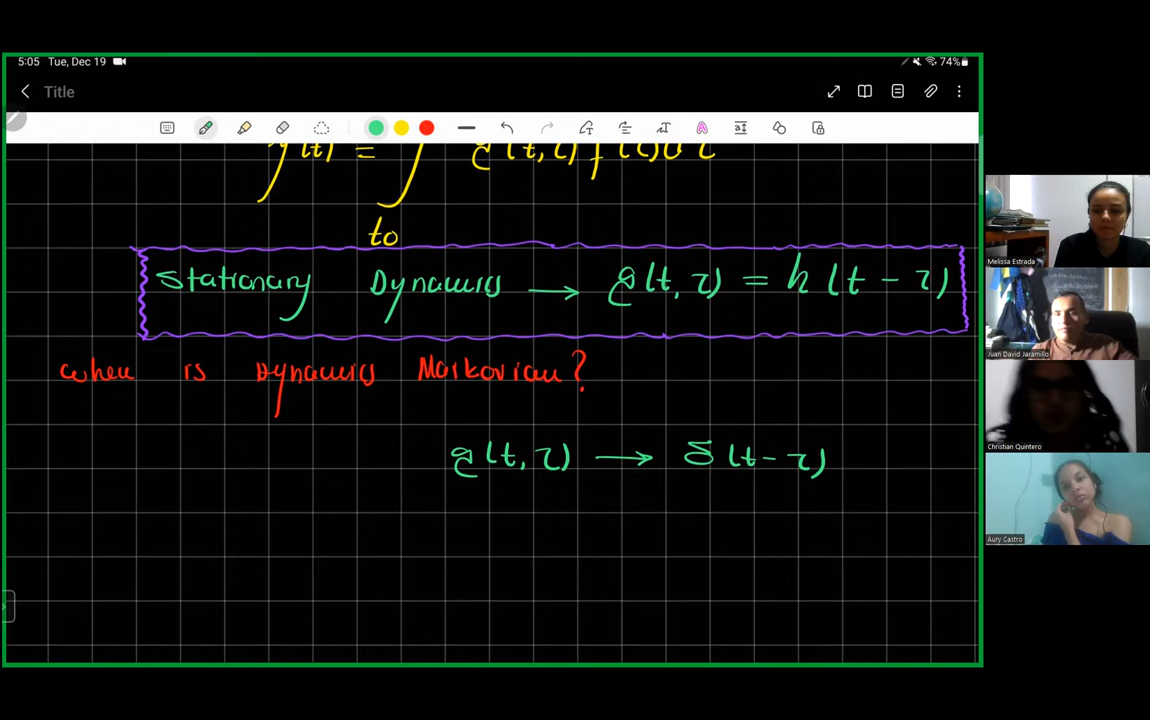 5:05 Tue, Dec 19 74%
Title
y(t) = ∫ g(t, τ) f(τ) dτ
to
Stationary Dynamics → g(t, τ) = h(t - τ)
When is Dynamics Markovian?
g(t, τ) → δ(t - τ)
Melissa Estrada
Juan David Jaramillo
Christian Quintero
Aury Castro